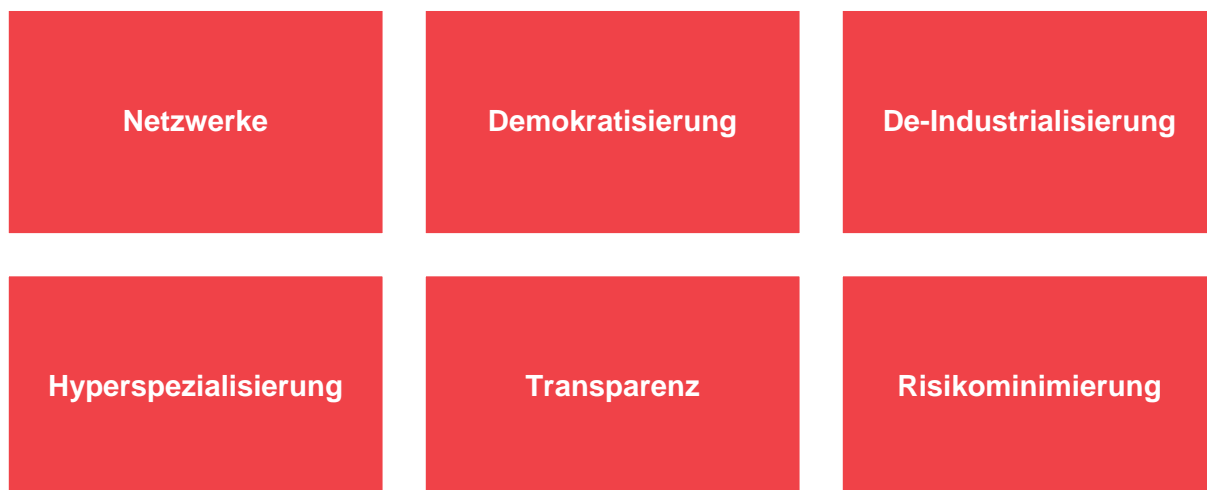 Netzwerke
Demokratisierung
De-Industrialisierung
Hyperspezialisierung
Transparenz
Risikominimierung